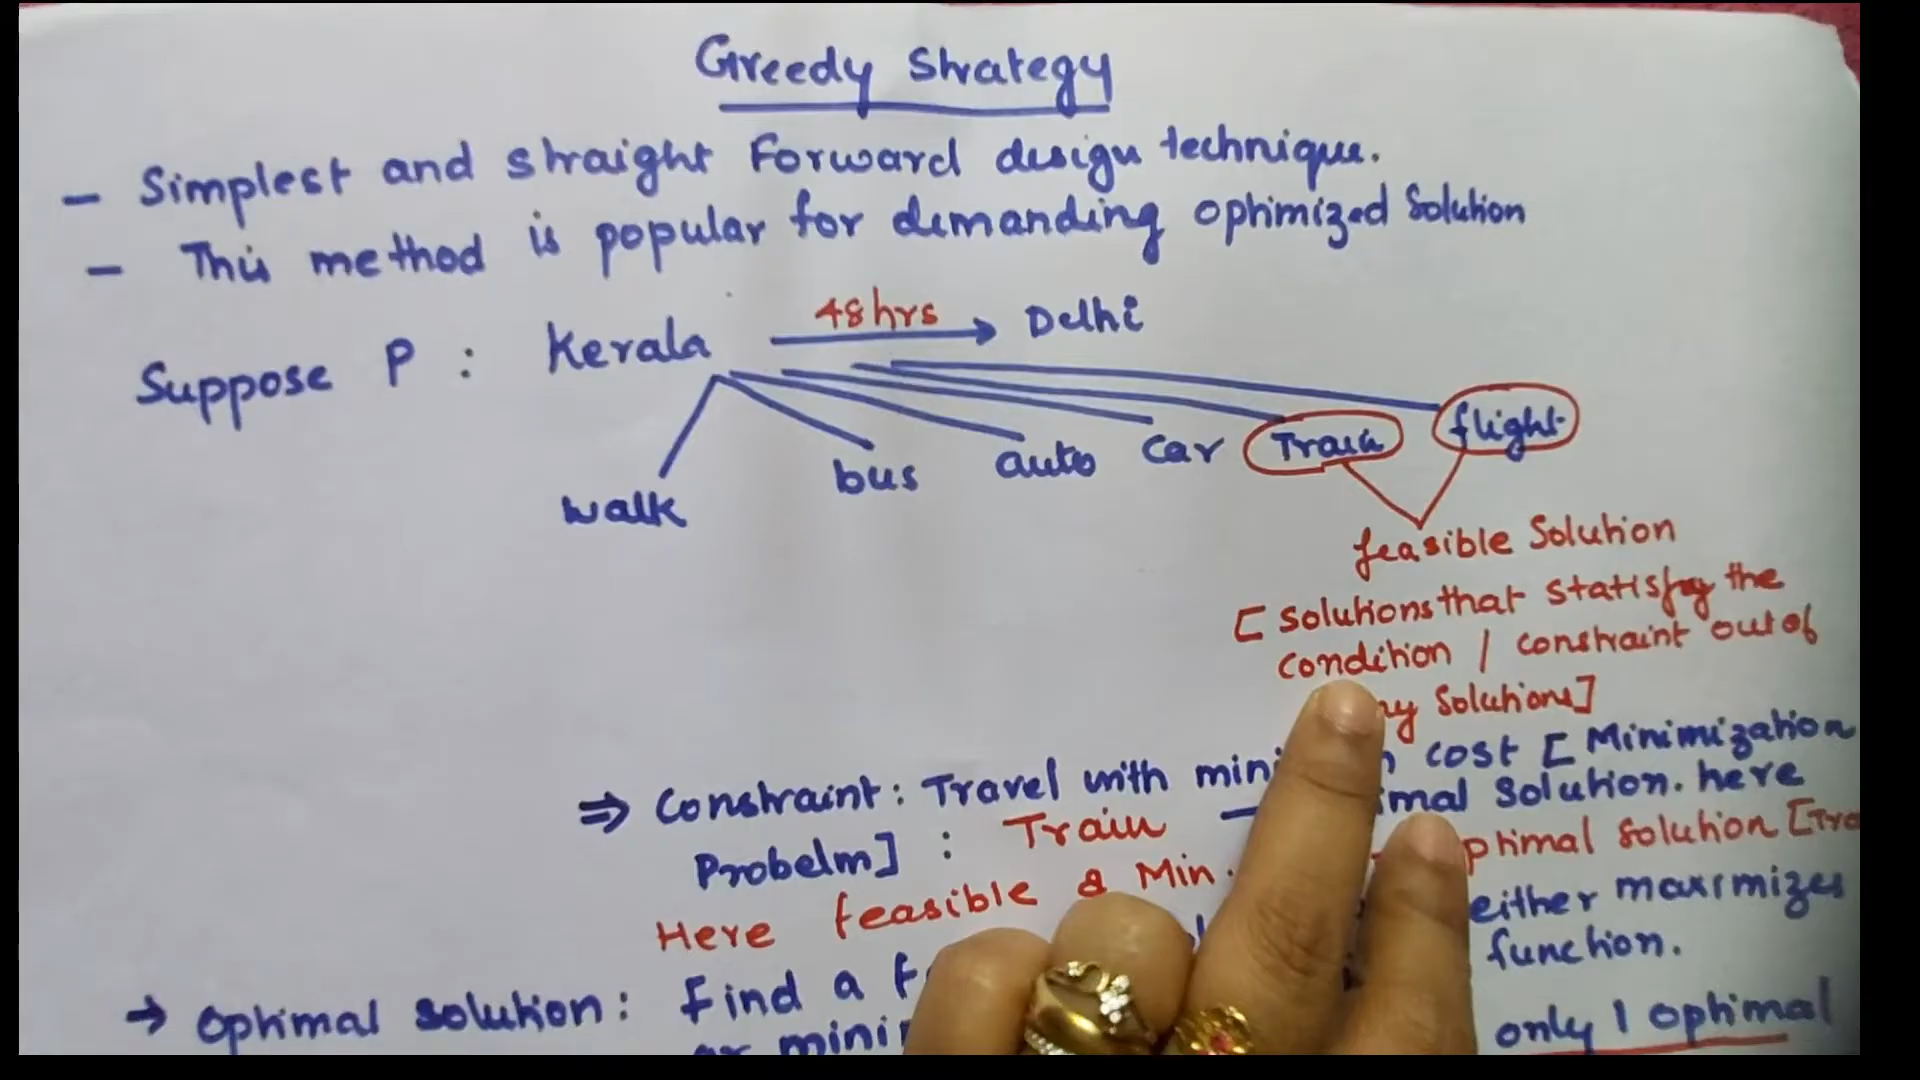 Greedy Strategy
- Simplest and straight Forward design technique.
- This method is popular for demanding optimized Solution
Suppose P : Kerala 48hrs Delhi
walk bus auto car Train flight
feasible Solution
[ Solutions that statisfy the
condition / constraint out of
Solutions]
⇒ Constraint: Travel with cost [ Minimization
Probelm] : Train Solution. here
Here feasible & Min. solution
either maximizes
→ Optimal solution: Find a function.
only 1 optimal